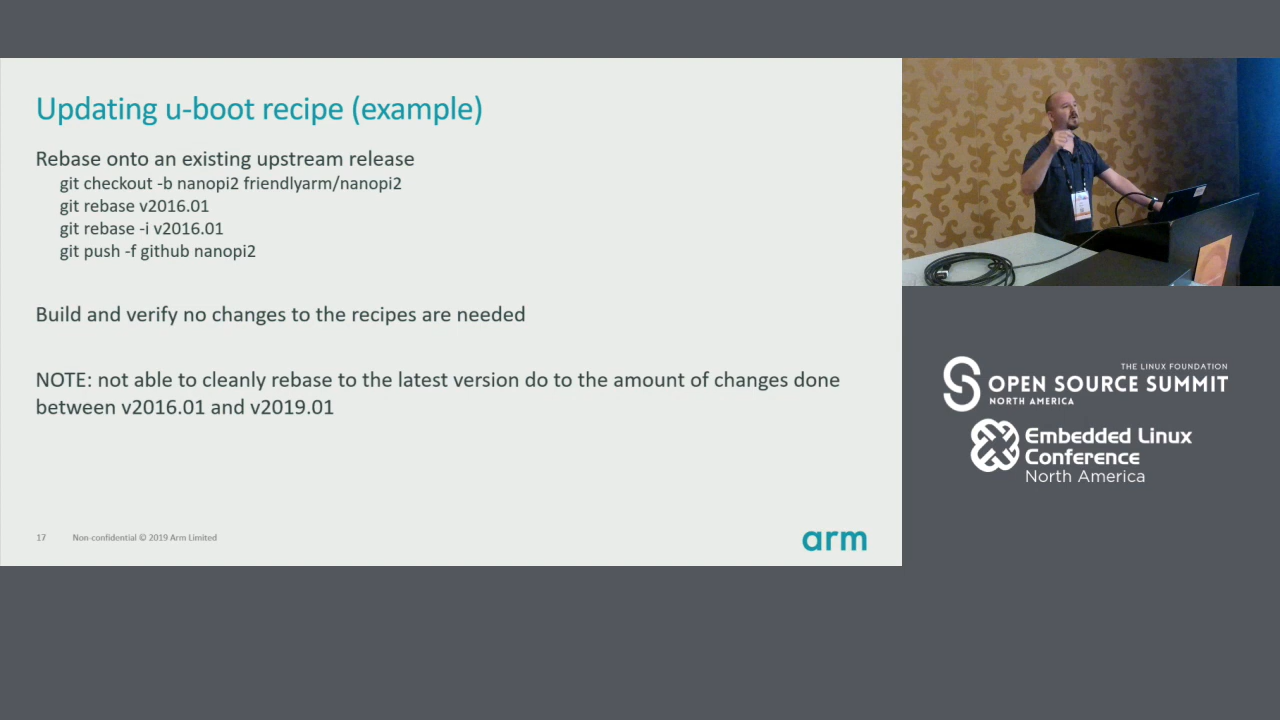 Updating u-boot recipe (example)
Rebase onto an existing upstream release
git checkout -b nanopi2 friendlyarm/nanopi2
git rebase v2016.01
git rebase -i v2016.01
git push -f github nanopi2
Build and verify no changes to the recipes are needed
NOTE: not able to cleanly rebase to the latest version do to the amount of changes done
between v2016.01 and v2019.01
17 Non-confidential © 2019 Arm Limited
arm
THE LINUX FOUNDATION
OPEN SOURCE SUMMIT
NORTH AMERICA
Embedded Linux
Conference
North America